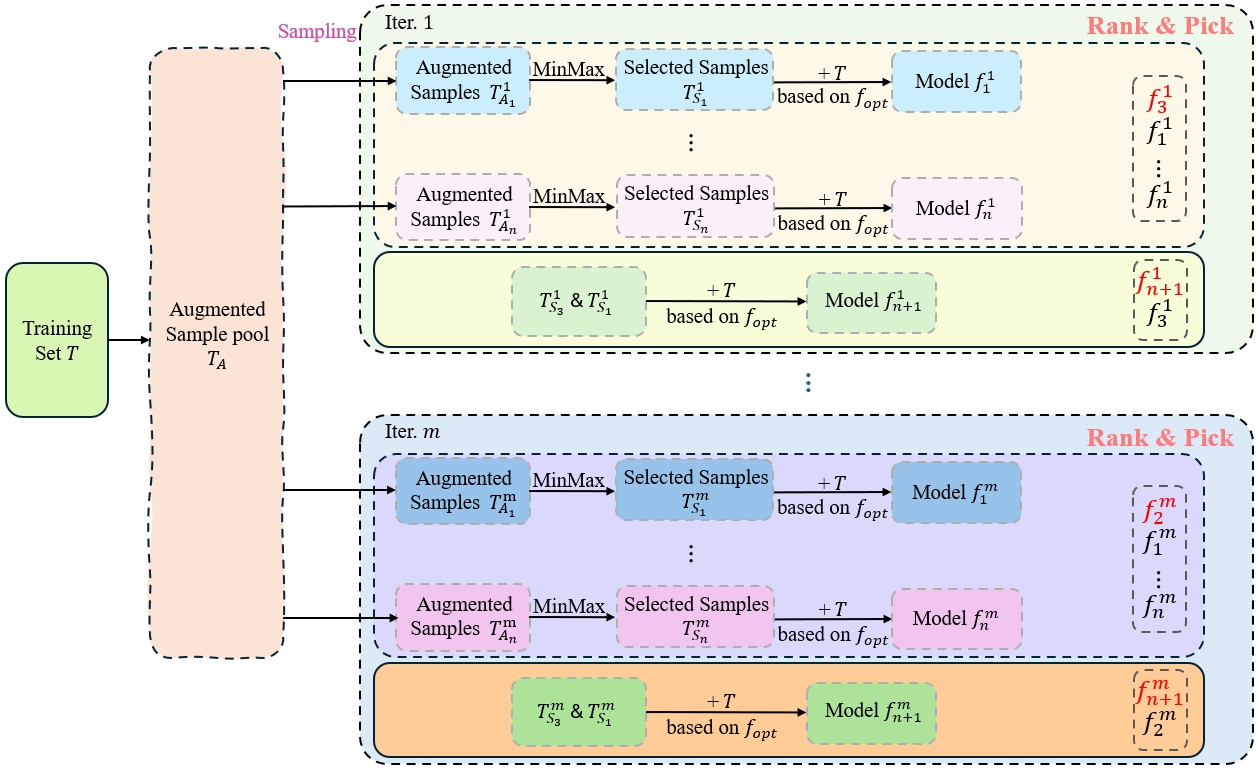 Sampling
Iter. 1
Rank & Pick
Augmented
Samples $T_{A_1}^1$
MinMax
Selected Samples
$T_{S_1}^1$
+ $T$
based on $f_{opt}$
Model $f_1^1$
⋮
Augmented
Samples $T_{A_n}^1$
MinMax
Selected Samples
$T_{S_n}^1$
+ $T$
based on $f_{opt}$
Model $f_n^1$
$f_3^1$
$f_1^1$
⋮
$f_n^1$
$T_{S_3}^1$ & $T_{S_1}^1$
+ $T$
based on $f_{opt}$
Model $f_{n+1}^1$
$f_{n+1}^1$
$f_3^1$
Training
Set $T$
Augmented
Sample pool
$T_A$
⋮
Iter. $m$
Rank & Pick
Augmented
Samples $T_{A_1}^m$
MinMax
Selected Samples
$T_{S_1}^m$
+ $T$
based on $f_{opt}$
Model $f_1^m$
⋮
Augmented
Samples $T_{A_n}^m$
MinMax
Selected Samples
$T_{S_n}^m$
+ $T$
based on $f_{opt}$
Model $f_n^m$
$f_2^m$
$f_1^m$
⋮
$f_n^m$
$T_{S_3}^m$ & $T_{S_1}^m$
+ $T$
based on $f_{opt}$
Model $f_{n+1}^m$
$f_{n+1}^m$
$f_2^m$